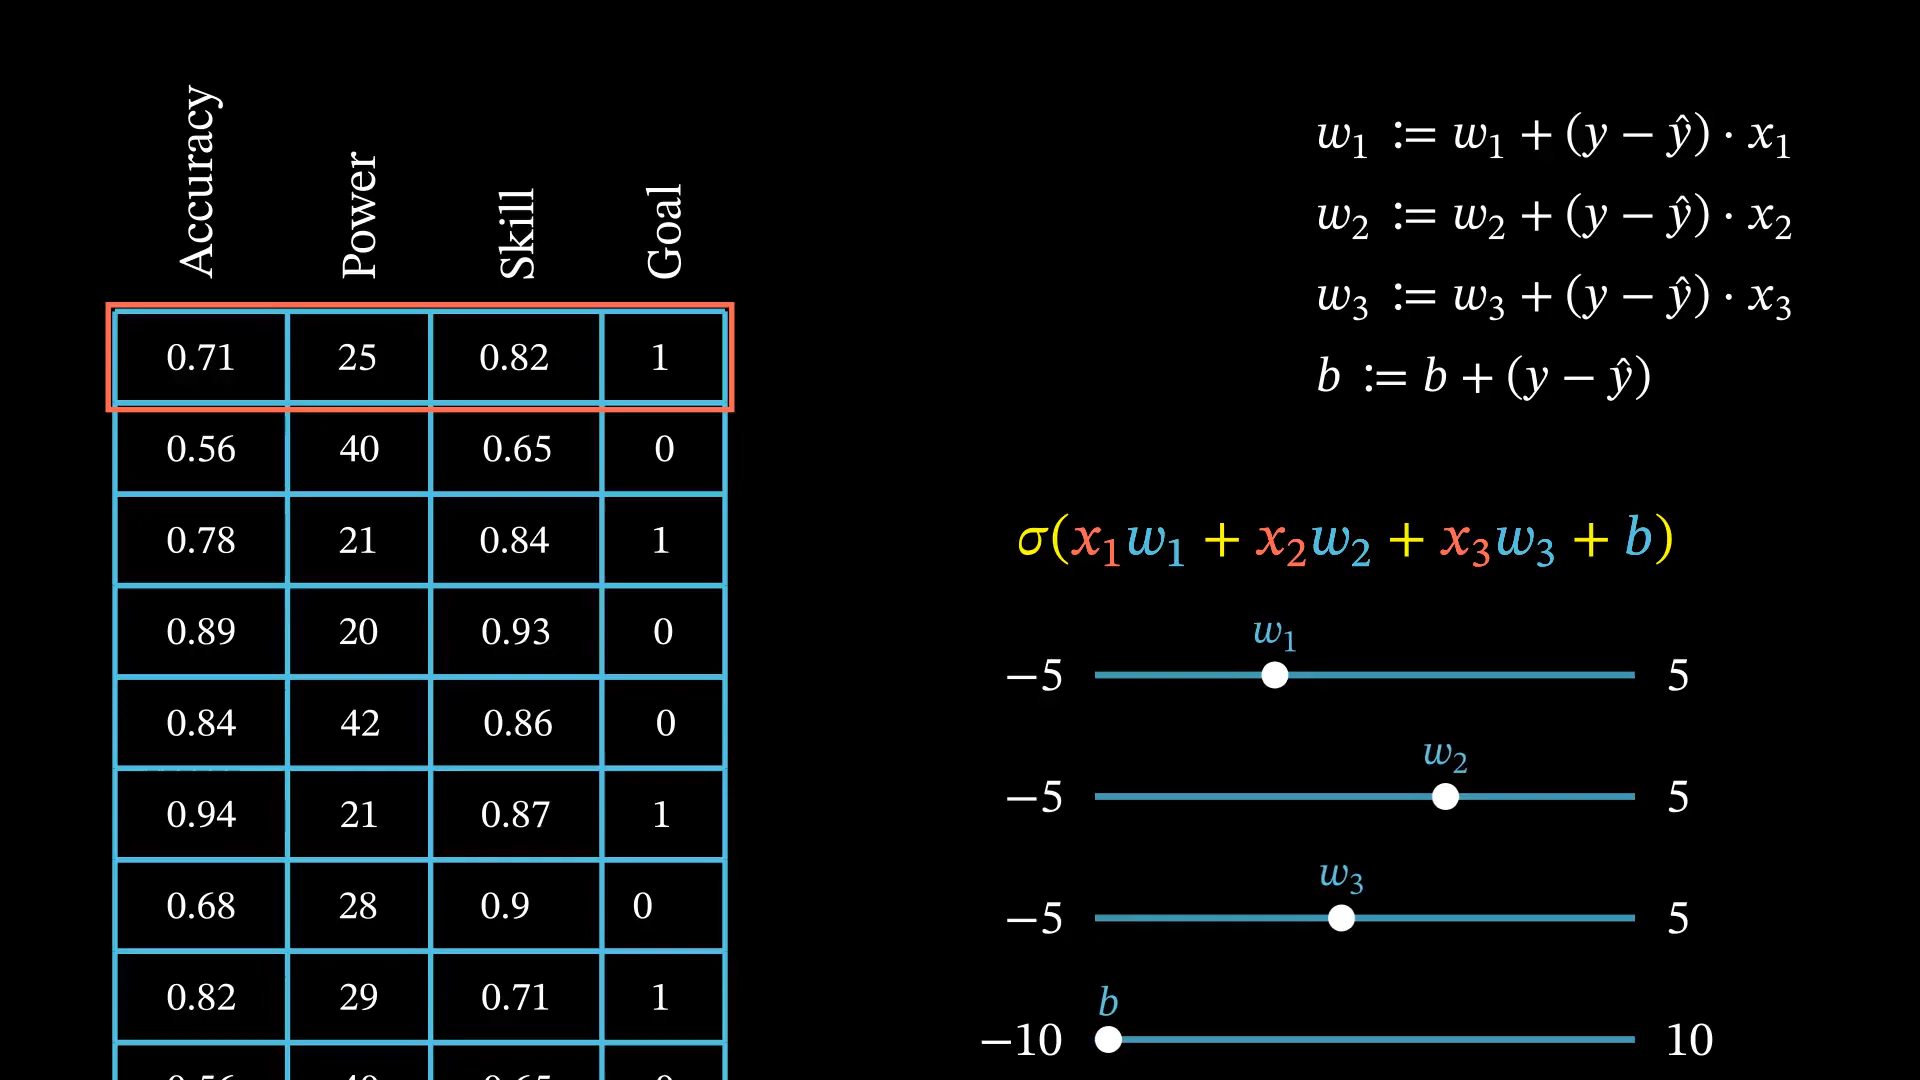 Accuracy Power Skill Goal
0.71 25 0.82 1
0.56 40 0.65 0
0.78 21 0.84 1
0.89 20 0.93 0
0.84 42 0.86 0
0.94 21 0.87 1
0.68 28 0.9 0
0.82 29 0.71 1
w₁ := w₁ + (y − ŷ) · x₁
w₂ := w₂ + (y − ŷ) · x₂
w₃ := w₃ + (y − ŷ) · x₃
b := b + (y − ŷ)
σ(x₁w₁ + x₂w₂ + x₃w₃ + b)
w₁
−5 5
w₂
−5 5
w₃
−5 5
b
−10 10